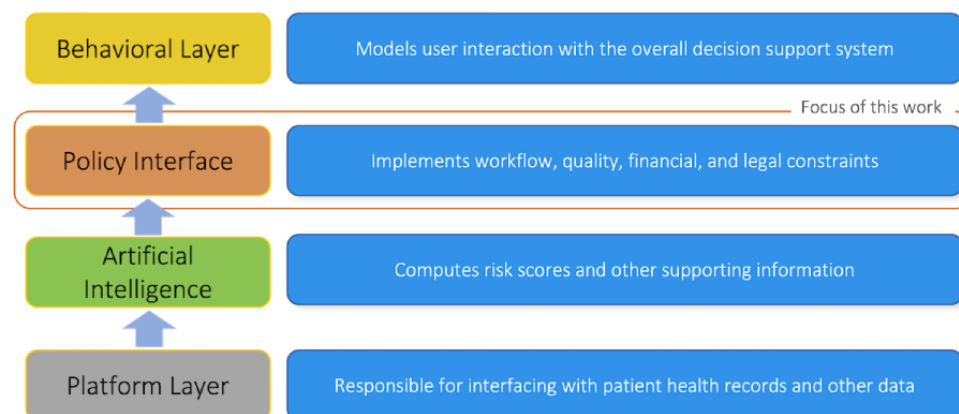 Behavioral Layer
Models user interaction with the overall decision support system
Focus of this work
Policy Interface
Implements workflow, quality, financial, and legal constraints
Artificial
Intelligence
Computes risk scores and other supporting information
Platform Layer
Responsible for interfacing with patient health records and other data